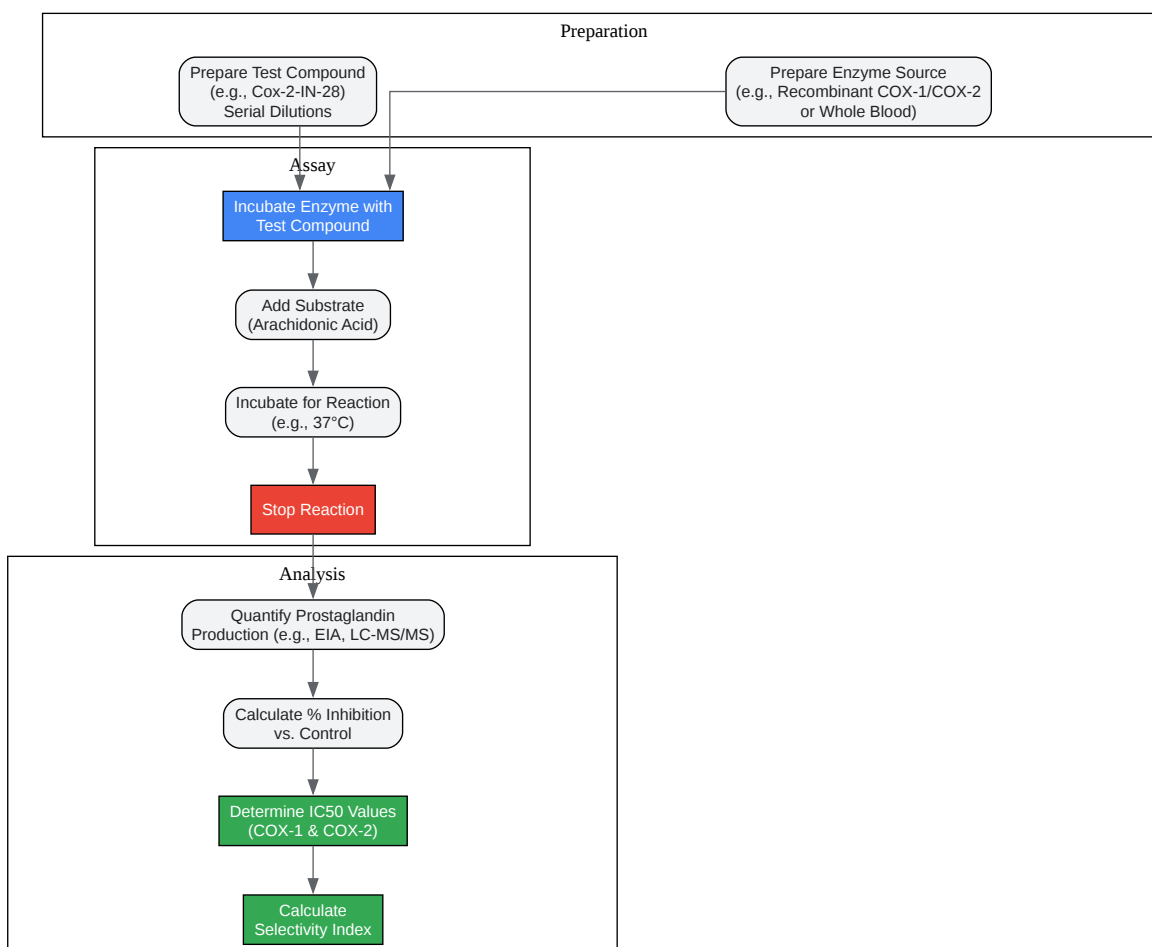 Preparation
Prepare Test Compound
(e.g., Cox-2-IN-28)
Serial Dilutions
Prepare Enzyme Source
(e.g., Recombinant COX-1/COX-2
or Whole Blood)
Assay
Incubate Enzyme with
Test Compound
Add Substrate
(Arachidonic Acid)
Incubate for Reaction
(e.g., 37°C)
Stop Reaction
Analysis
Quantify Prostaglandin
Production (e.g., EIA, LC-MS/MS)
Calculate % Inhibition
vs. Control
Determine IC50 Values
(COX-1 & COX-2)
Calculate
Selectivity Index